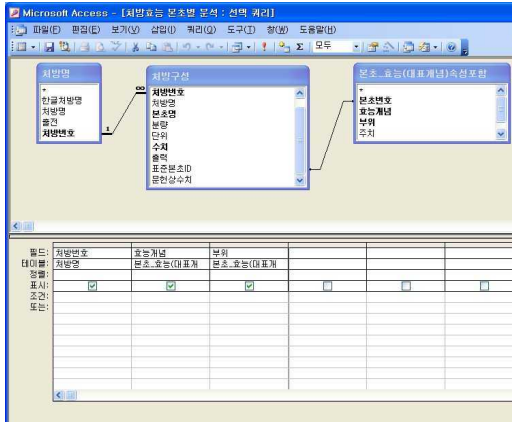 Microsoft Access - [처방효능 본초별 분석 : 선택 쿼리]
파일(F) 편집(E) 보기(V) 삽입(I) 쿼리(Q) 도구(T) 창(W) 도움말(H)
Σ 모두
처방명
*
한글처방명
처방명
출전
처방번호
1
∞
처방구성
처방번호
처방명
본초명
분량
단위
수치
출력
표준본초ID
문헌상수치
본초_효능(대표개념)속성포함
*
본초번호
효능개념
부위
주치
필드: 처방번호 효능개념 부위
테이블: 처방명 본초_효능(대표개 본초_효능(대표개
정렬:
표시:
조건:
또는: